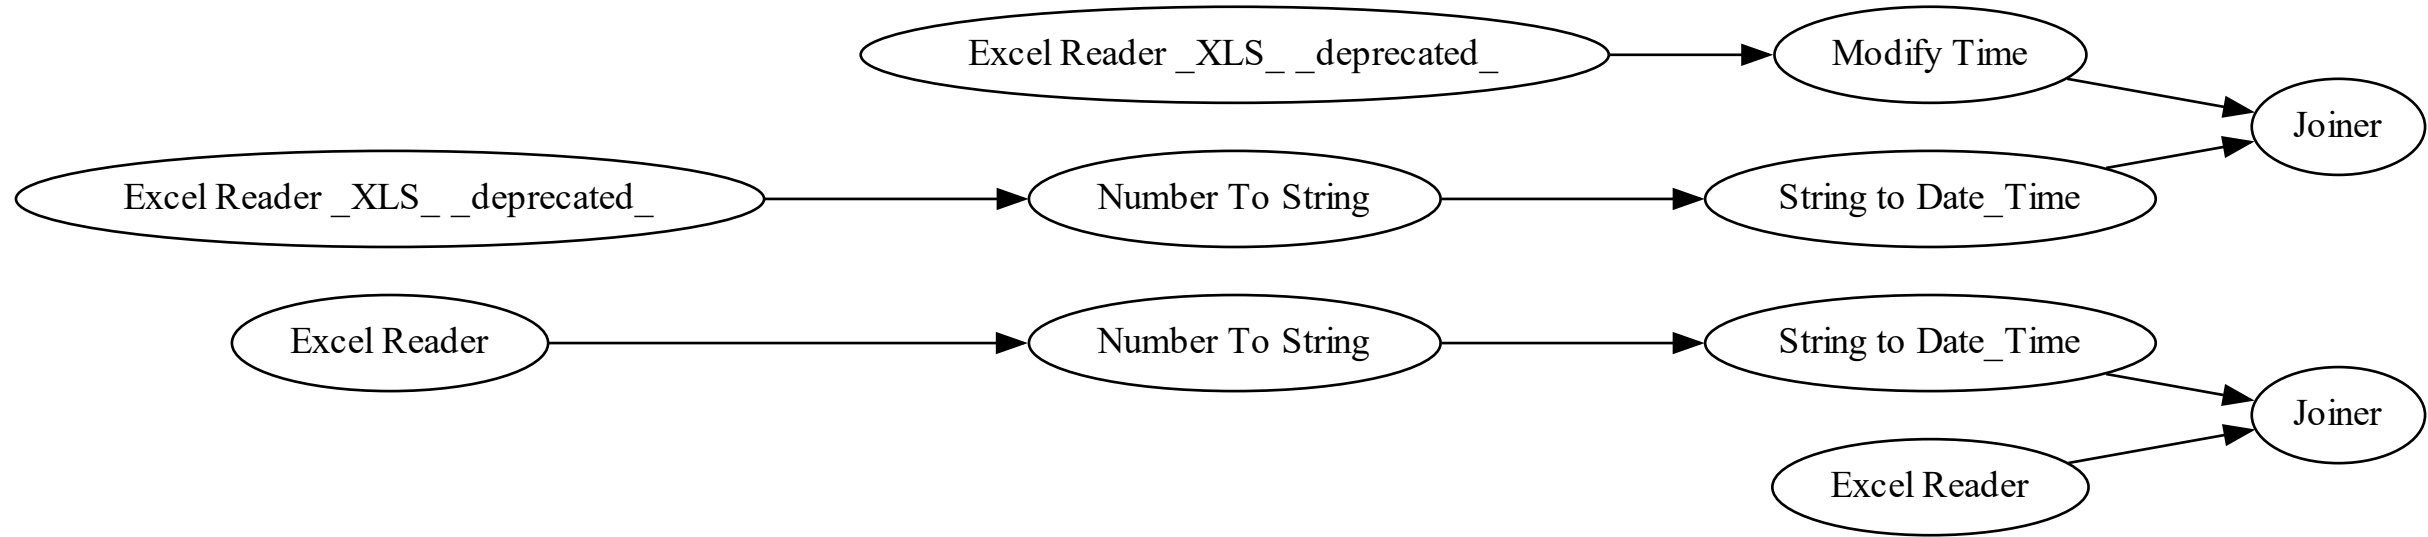 Excel Reader _XLS_ _deprecated_
Modify Time
Joiner
Excel Reader _XLS_ _deprecated_
Number To String
String to Date_Time
Excel Reader
Number To String
String to Date_Time
Joiner
Excel Reader